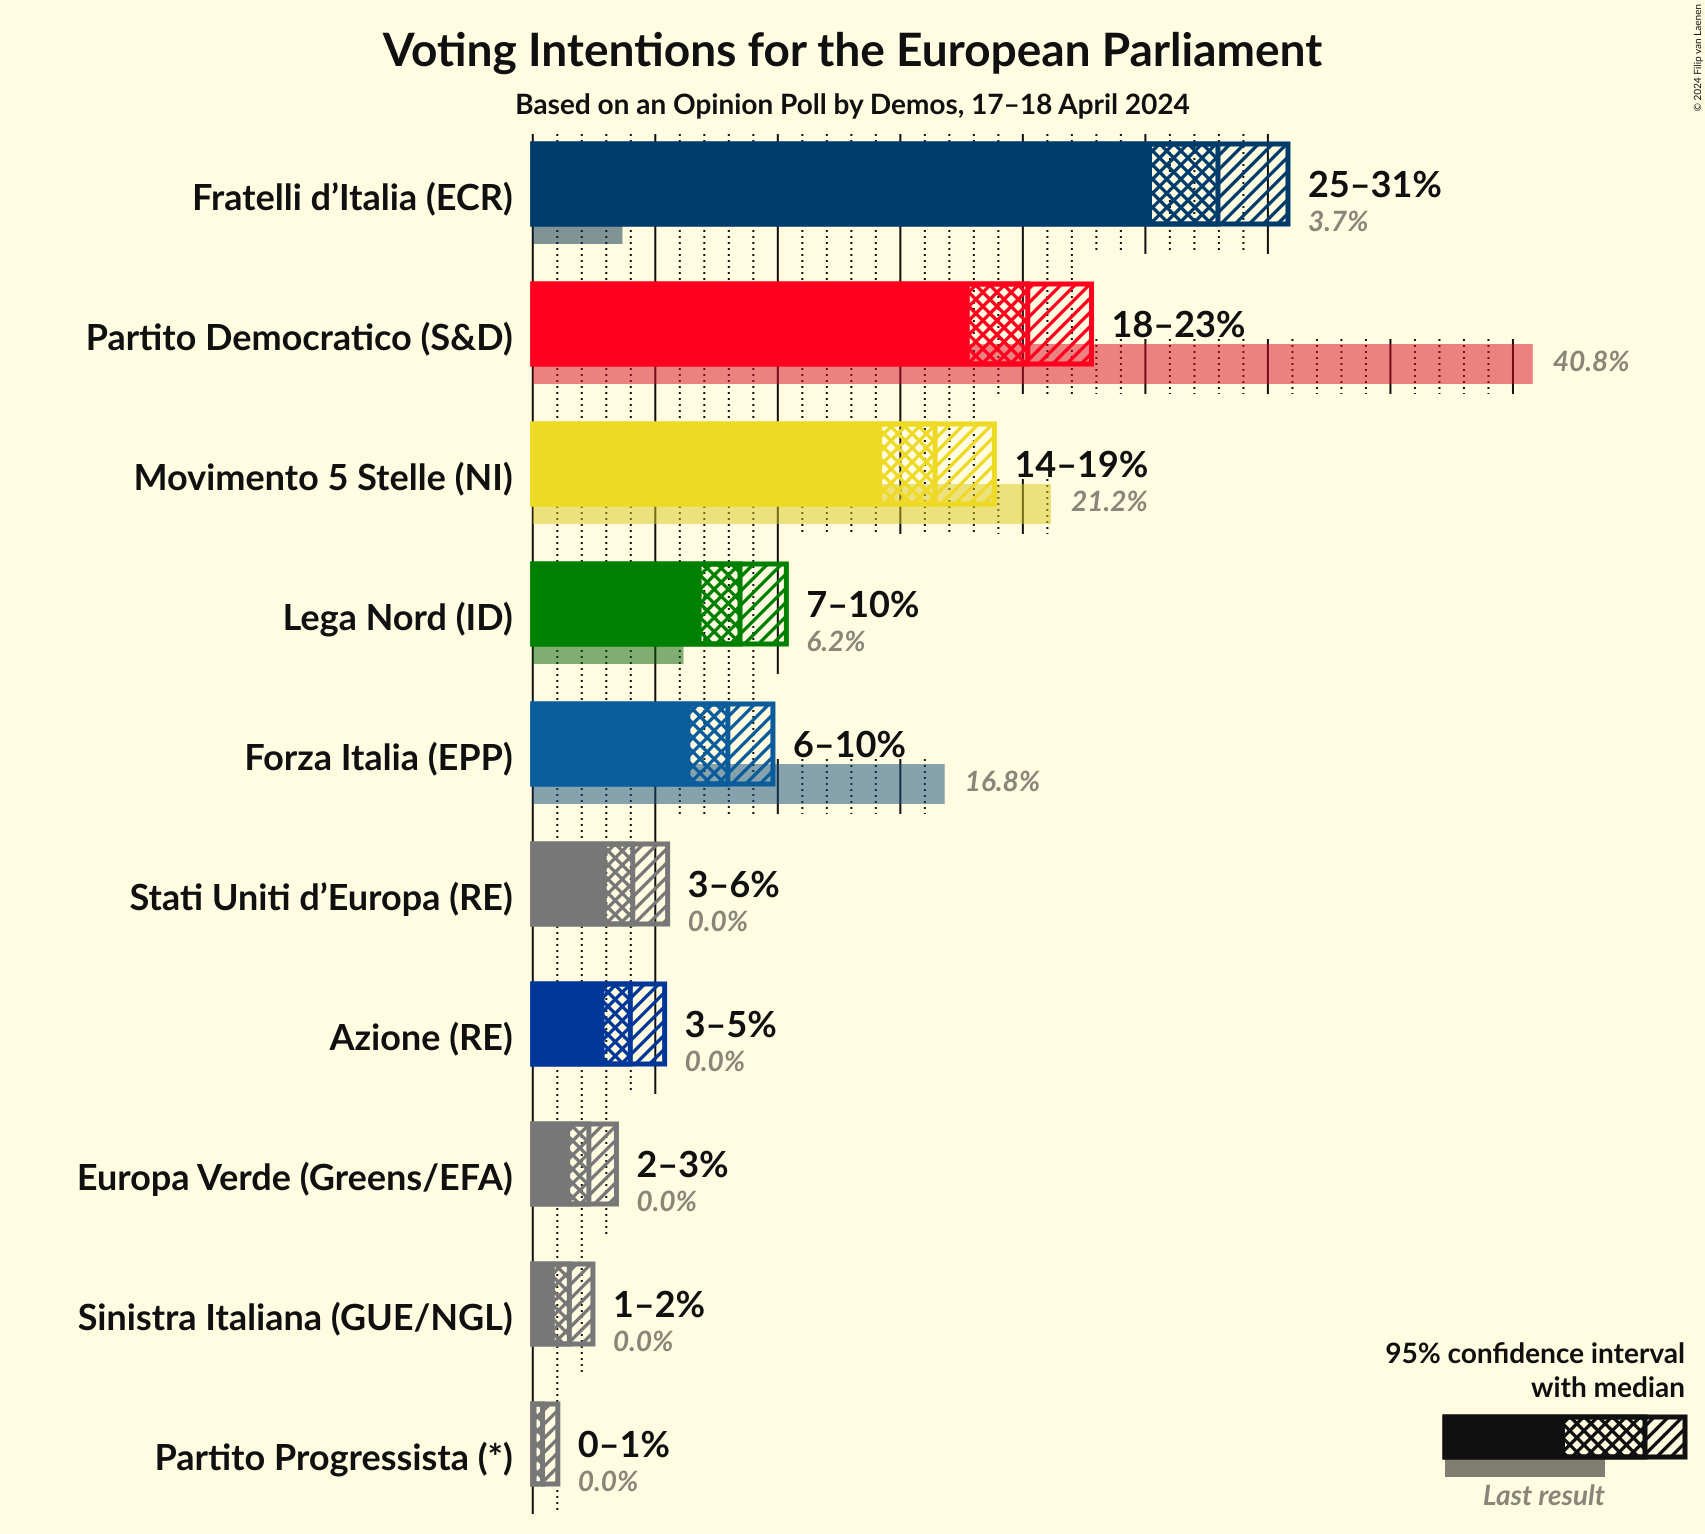 Voting Intentions for the European Parliament
Based on an Opinion Poll by Demos, 17–18 April 2024
© 2024 Filip van Laenen
Fratelli d’Italia (ECR)
25–31%
3.7%
Partito Democratico (S&D)
18–23%
40.8%
Movimento 5 Stelle (NI)
14–19%
21.2%
Lega Nord (ID)
7–10%
6.2%
Forza Italia (EPP)
6–10%
16.8%
Stati Uniti d’Europa (RE)
3–6%
0.0%
Azione (RE)
3–5%
0.0%
Europa Verde (Greens/EFA)
2–3%
0.0%
Sinistra Italiana (GUE/NGL)
1–2%
0.0%
Partito Progressista (*)
0–1%
0.0%
95% confidence interval
with median
Last result